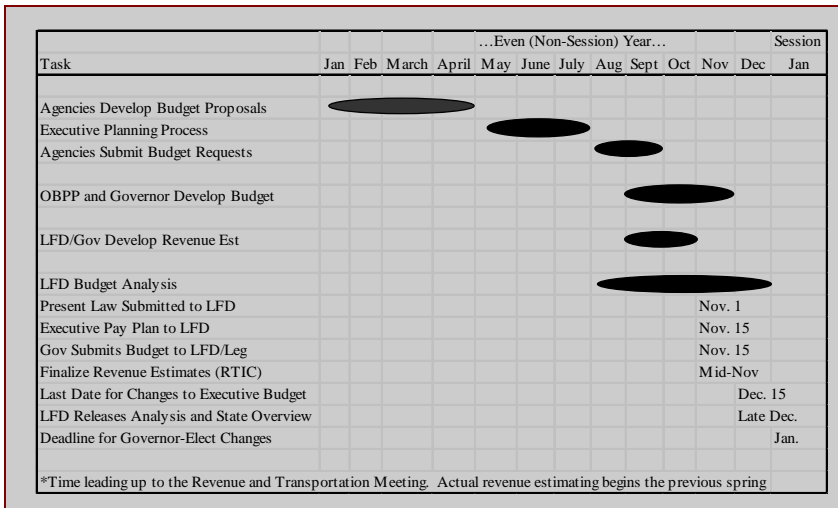 …Even (Non-Session) Year… Session
Task Jan Feb March April May June July Aug Sept Oct Nov Dec Jan
Agencies Develop Budget Proposals
Executive Planning Process
Agencies Submit Budget Requests
OBPP and Governor Develop Budget
LFD/Gov Develop Revenue Est
LFD Budget Analysis
Present Law Submitted to LFD Nov. 1
Executive Pay Plan to LFD Nov. 15
Gov Submits Budget to LFD/Leg Nov. 15
Finalize Revenue Estimates (RTIC) Mid-Nov
Last Date for Changes to Executive Budget Dec. 15
LFD Releases Analysis and State Overview Late Dec.
Deadline for Governor-Elect Changes Jan.
*Time leading up to the Revenue and Transportation Meeting. Actual revenue estimating begins the previous spring